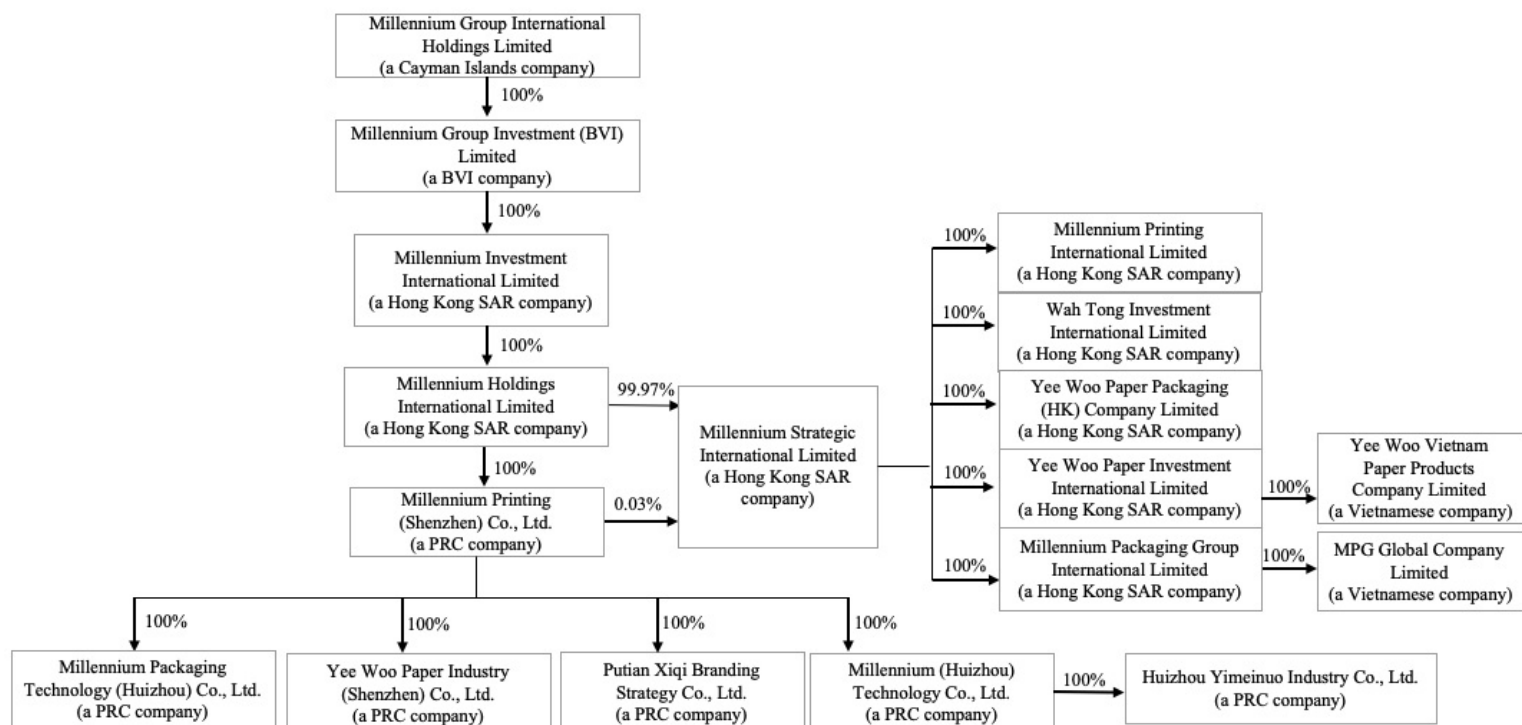 Millennium Group International
Holdings Limited
(a Cayman Islands company)
100%
Millennium Group Investment (BVI)
Limited
(a BVI company)
100%
Millennium Investment
International Limited
(a Hong Kong SAR company)
100%
Millennium Holdings
International Limited
(a Hong Kong SAR company)
99.97%
100%
Millennium Printing
(Shenzhen) Co., Ltd.
(a PRC company)
0.03%
Millennium Strategic
International Limited
(a Hong Kong SAR
company)
100%
Millennium Printing
International Limited
(a Hong Kong SAR company)
100%
Wah Tong Investment
International Limited
(a Hong Kong SAR company)
100%
Yee Woo Paper Packaging
(HK) Company Limited
(a Hong Kong SAR company)
100%
Yee Woo Paper Investment
International Limited
(a Hong Kong SAR company)
100%
Yee Woo Vietnam
Paper Products
Company Limited
(a Vietnamese company)
100%
Millennium Packaging Group
International Limited
(a Hong Kong SAR company)
100%
MPG Global Company
Limited
(a Vietnamese company)
100%
Millennium Packaging
Technology (Huizhou) Co., Ltd.
(a PRC company)
100%
Yee Woo Paper Industry
(Shenzhen) Co., Ltd.
(a PRC company)
100%
Putian Xiqi Branding
Strategy Co., Ltd.
(a PRC company)
100%
Millennium (Huizhou)
Technology Co., Ltd.
(a PRC company)
100%
Huizhou Yimeinuo Industry Co., Ltd.
(a PRC company)